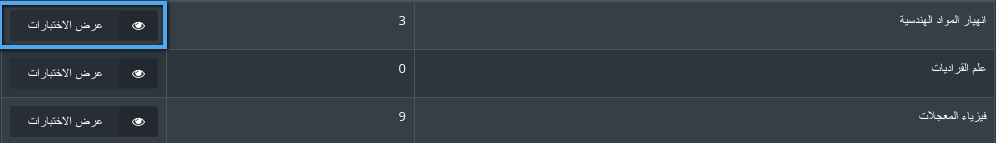 انهيار المواد الهندسية 3 عرض الاختبارات
علم القراديات 0 عرض الاختبارات
فيزياء المعجلات 9 عرض الاختبارات